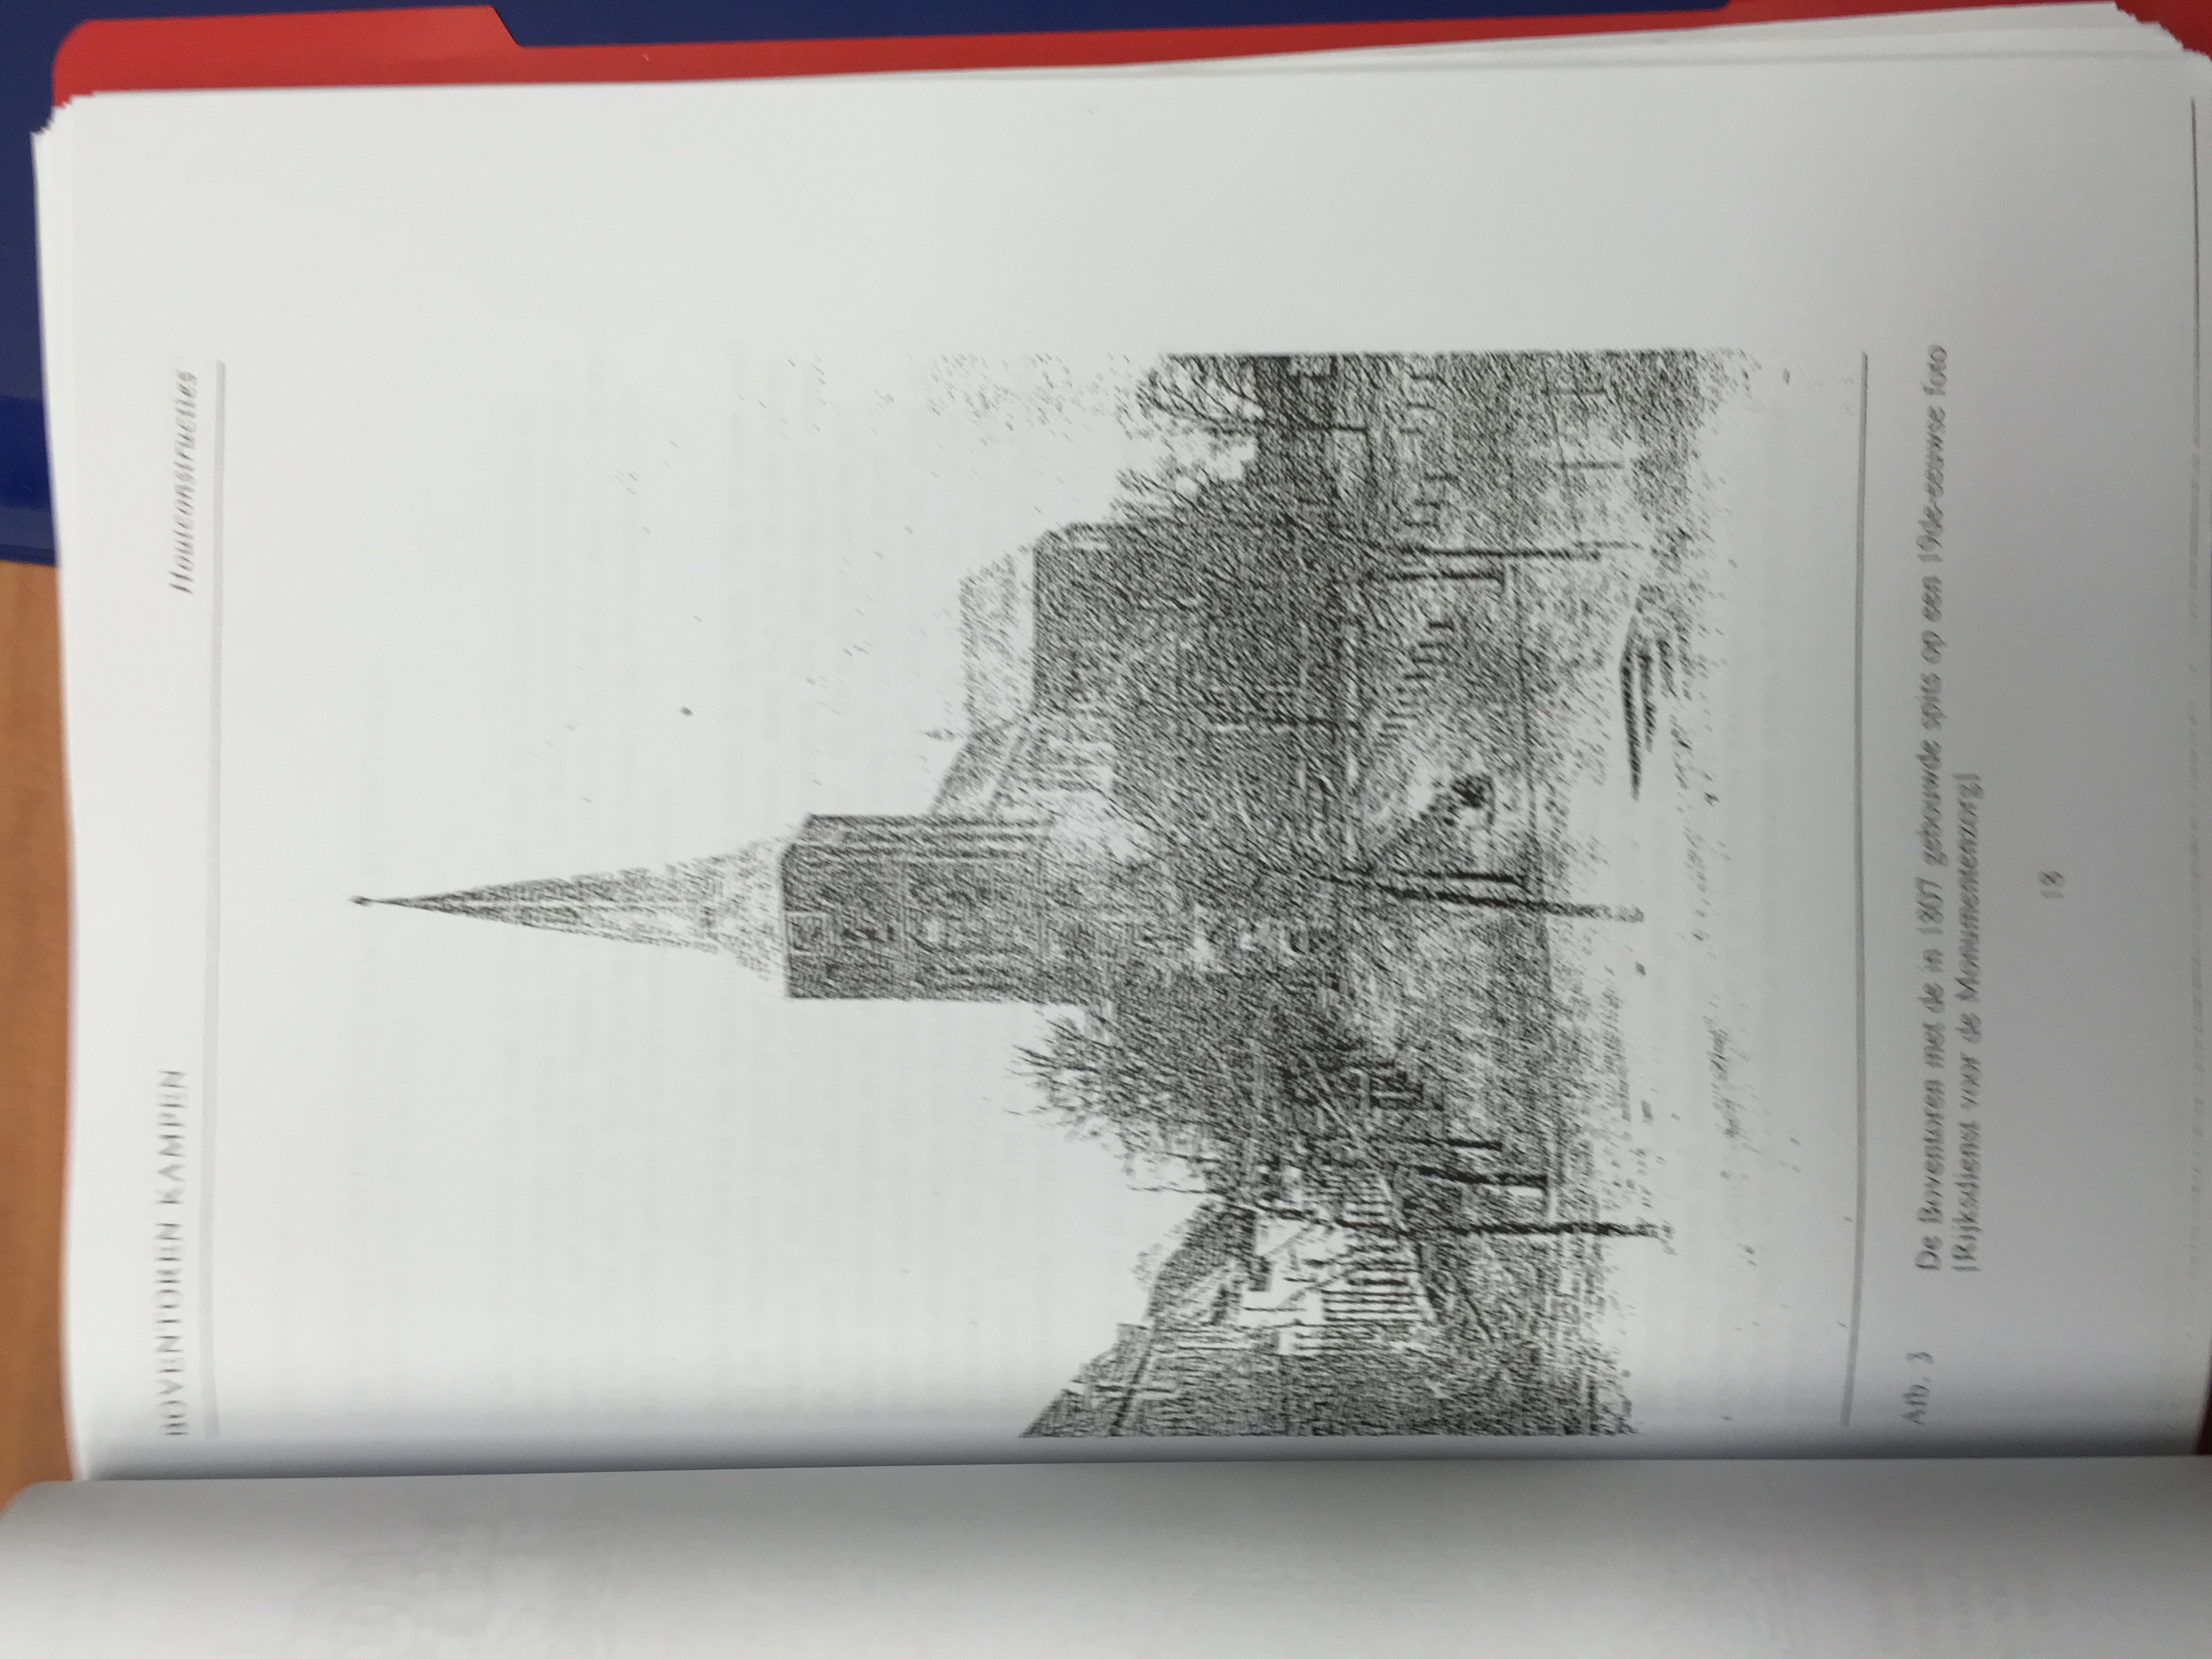 BOVENTOREN KAMPEN Houtconstructies
Afb. 3 De Boventoren met de in 1807 gebouwde spits op een 19de-eeuwse foto
[Rijksdienst voor de Monumentenzorg]
18